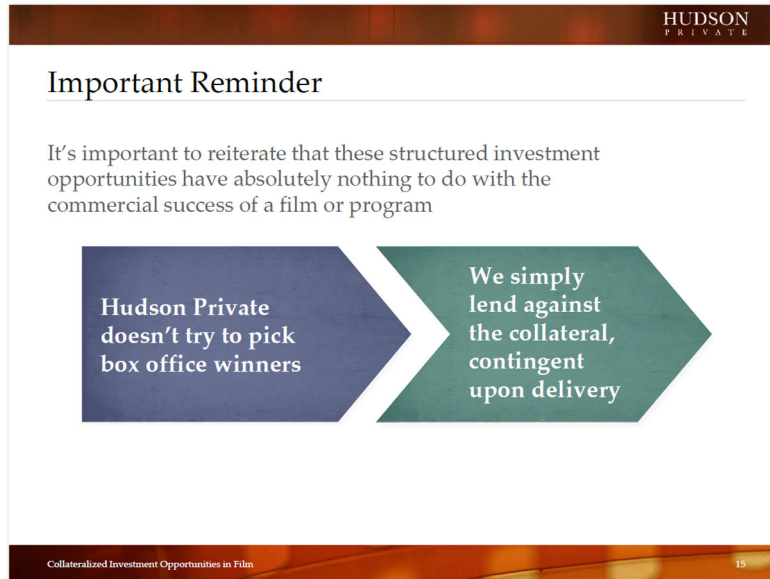 HUDSON
PRIVATE
Important Reminder
It’s important to reiterate that these structured investment
opportunities have absolutely nothing to do with the
commercial success of a film or program
Hudson Private
doesn’t try to pick
box office winners
We simply
lend against
the collateral,
contingent
upon delivery
Collateralized Investment Opportunities in Film
15